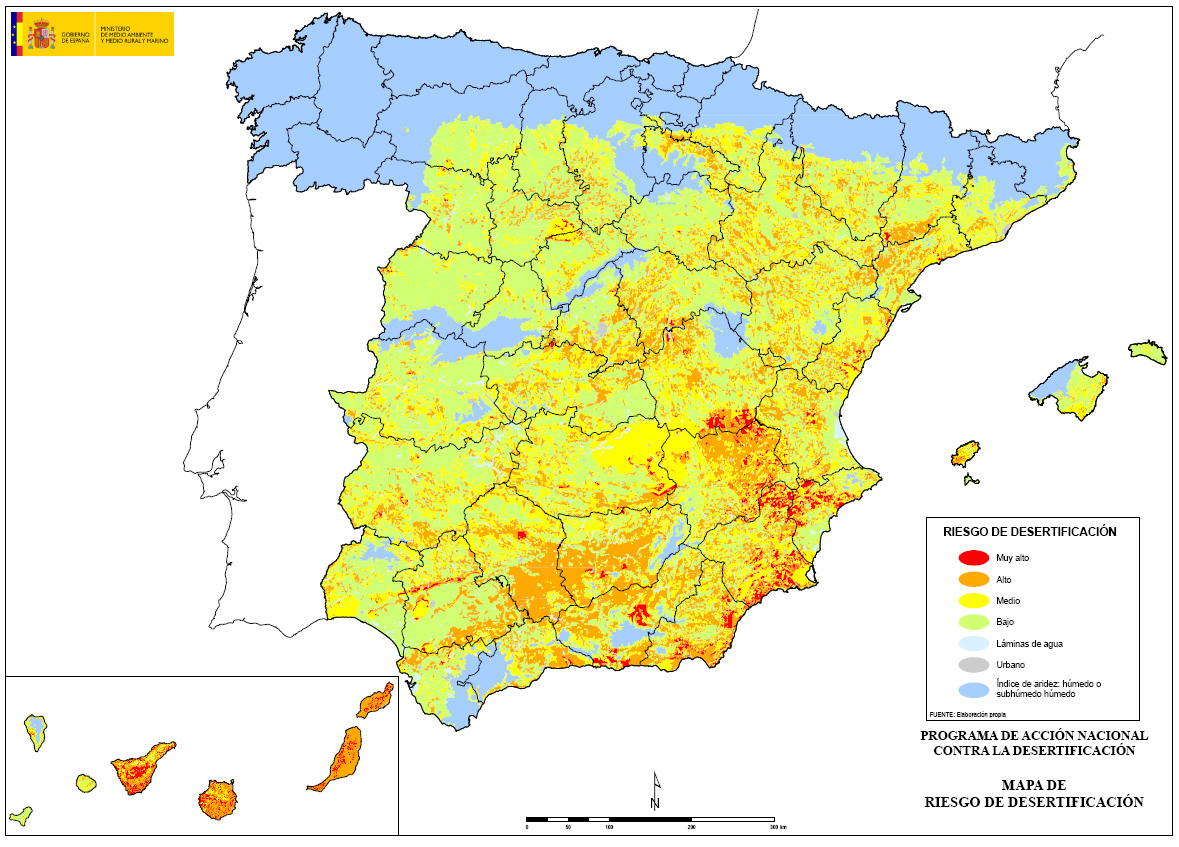 GOBIERNO
DE ESPAÑA
MINISTERIO
DE MEDIO AMBIENTE
Y MEDIO RURAL Y MARINO
RIESGO DE DESERTIFICACIÓN
Muy alto
Alto
Medio
Bajo
Láminas de agua
Urbano
Índice de aridez: húmedo o
subhúmedo húmedo
FUENTE: Elaboración propia
PROGRAMA DE ACCIÓN NACIONAL
CONTRA LA DESERTIFICACIÓN
MAPA DE
RIESGO DE DESERTIFICACIÓN
N
0 50 100 200 300 km